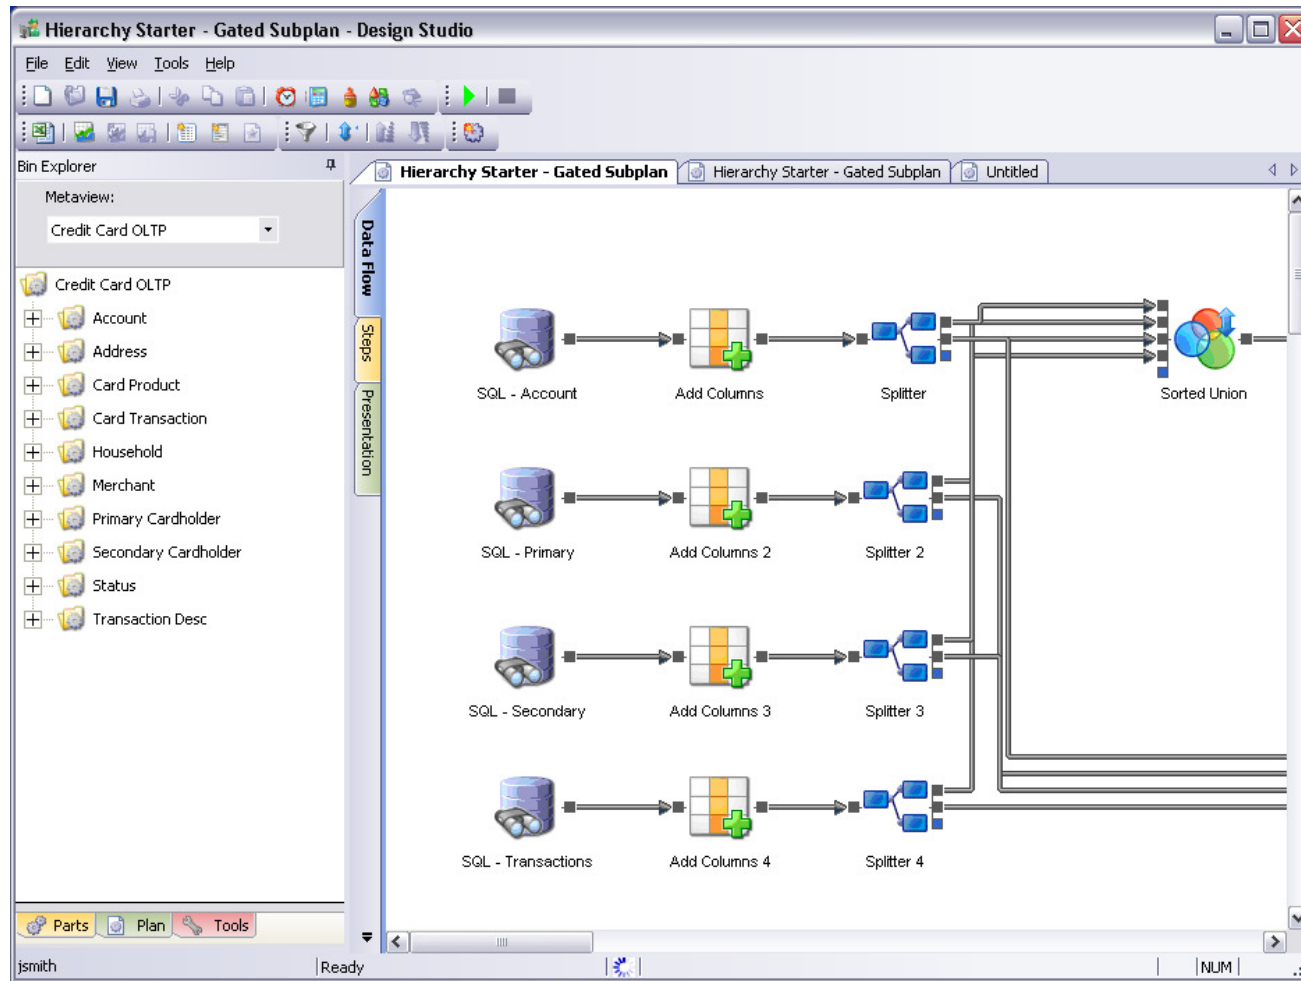 Hierarchy Starter - Gated Subplan - Design Studio
File Edit View Tools Help
Bin Explorer
Metaview:
Credit Card OLTP
Credit Card OLTP
Account
Address
Card Product
Card Transaction
Household
Merchant
Primary Cardholder
Secondary Cardholder
Status
Transaction Desc
Parts Plan Tools
Hierarchy Starter - Gated Subplan Hierarchy Starter - Gated Subplan Untitled
Data Flow
Steps
Presentation
SQL - Account Add Columns Splitter Sorted Union
SQL - Primary Add Columns 2 Splitter 2
SQL - Secondary Add Columns 3 Splitter 3
SQL - Transactions Add Columns 4 Splitter 4
jsmith Ready NUM